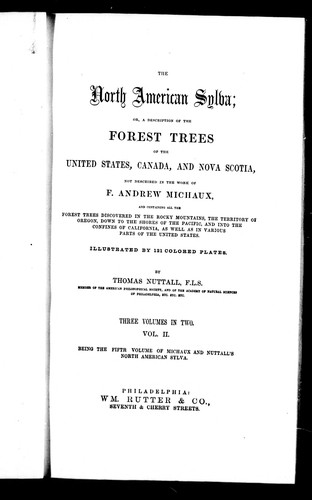 THE
North American Sylva;
OR, A DESCRIPTION OF THE
FOREST TREES
OF THE
UNITED STATES, CANADA, AND NOVA SCOTIA,
NOT DESCRIBED IN THE WORK OF
F. ANDREW MICHAUX,
AND CONTAINING ALL THE
FOREST TREES DISCOVERED IN THE ROCKY MOUNTAINS, THE TERRITORY OF
OREGON, DOWN TO THE SHORES OF THE PACIFIC, AND INTO THE
CONFINES OF CALIFORNIA, AS WELL AS IN VARIOUS
PARTS OF THE UNITED STATES.
ILLUSTRATED BY 121 COLORED PLATES.
BY
THOMAS NUTTALL, F.L.S.
MEMBER OF THE AMERICAN PHILOSOPHICAL SOCIETY, AND OF THE ACADEMY OF NATURAL SCIENCES
OF PHILADELPHIA, ETC. ETC. ETC.
THREE VOLUMES IN TWO.
VOL. II.
BEING THE FIFTH VOLUME OF MICHAUX AND NUTTALL'S
NORTH AMERICAN SYLVA.
PHILADELPHIA:
WM. RUTTER & CO.,
SEVENTH & CHERRY STREETS.